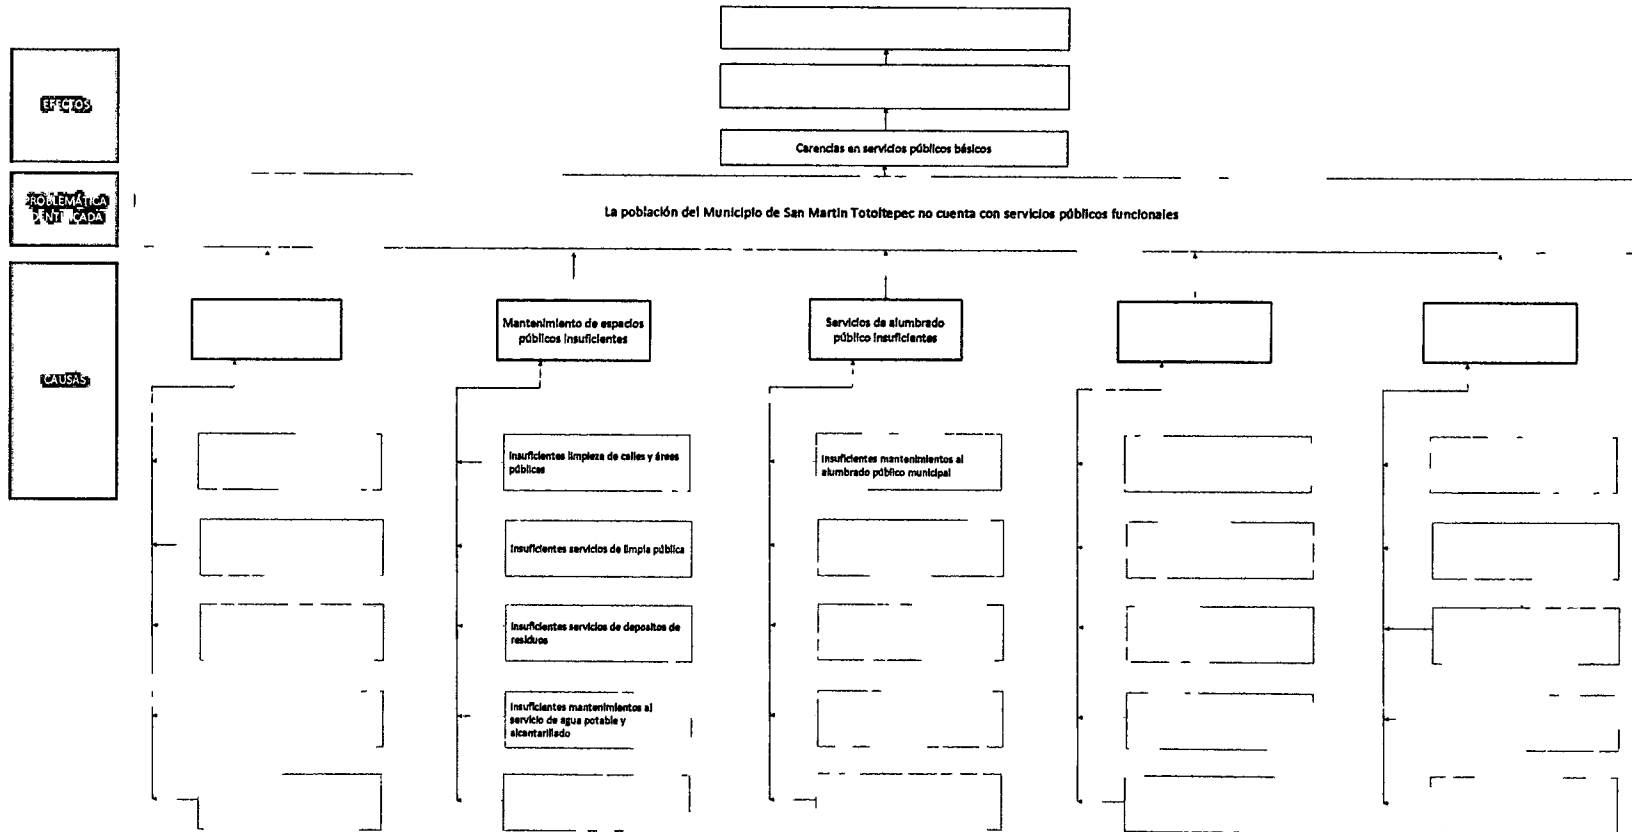 EFECTOS
Carencias en servicios públicos básicos
PROBLEMÁTICA
IDENTIFICADA
La población del Municipio de San Martin Totoltepec no cuenta con servicios públicos funcionales
CAUSAS
Mantenimiento de espacios
públicos insuficientes
Servicios de alumbrado
público insuficientes
Insuficientes limpieza de calles y áreas
públicas
Insuficientes mantenimientos al
alumbrado público municipal
Insuficientes servicios de limpia pública
Insuficientes servicios de depositos de
residuos
Insuficientes mantenimientos al
servicio de agua potable y
alcantarillado